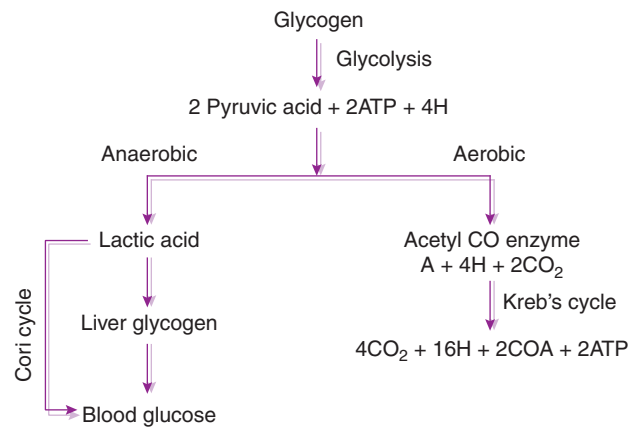 Glycogen
Glycolysis
2 Pyruvic acid + 2ATP + 4H
Anaerobic
Aerobic
Lactic acid
Acetyl CO enzyme
A + 4H + 2CO₂
Kreb's cycle
Cori cycle
Liver glycogen
4CO₂ + 16H + 2COA + 2ATP
Blood glucose